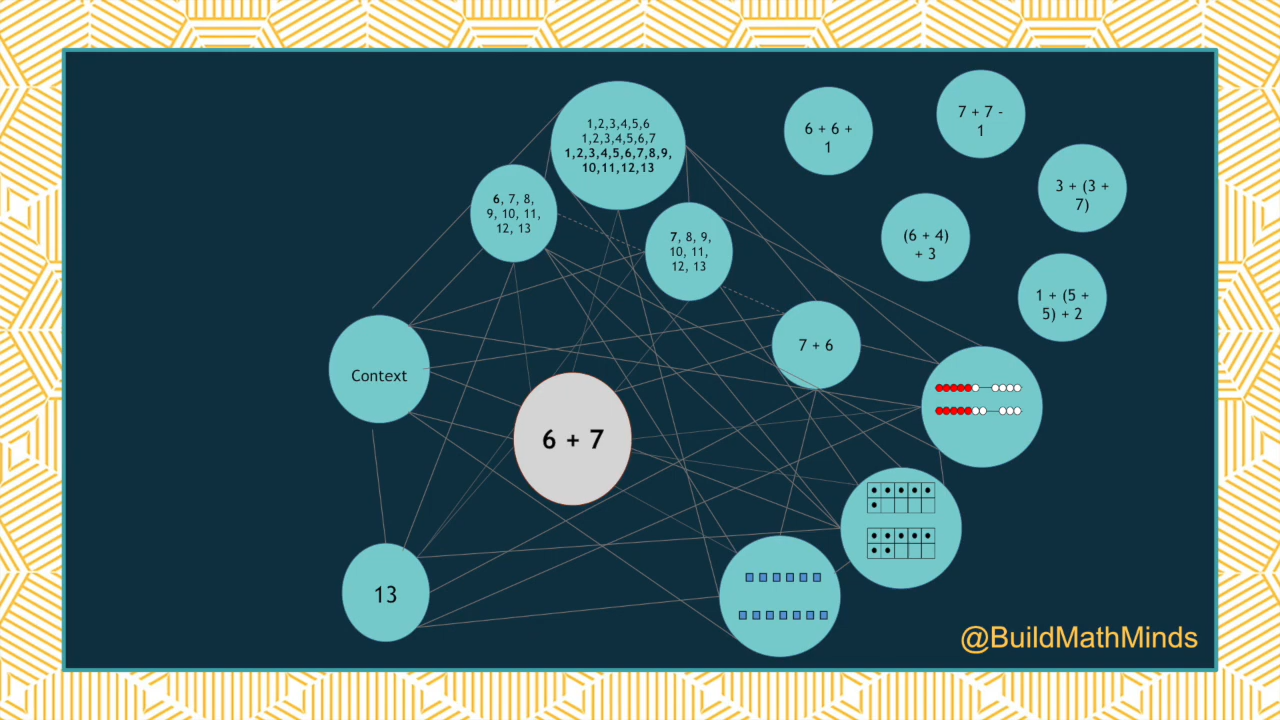 1,2,3,4,5,6
1,2,3,4,5,6,7
1,2,3,4,5,6,7,8,9,
10,11,12,13
6, 7, 8,
9, 10, 11,
12, 13
7, 8, 9,
10, 11,
12, 13
6 + 6 +
1
7 + 7 -
1
3 + (3 +
7)
(6 + 4)
+ 3
1 + (5 +
5) + 2
7 + 6
Context
6 + 7
13
@BuildMathMinds